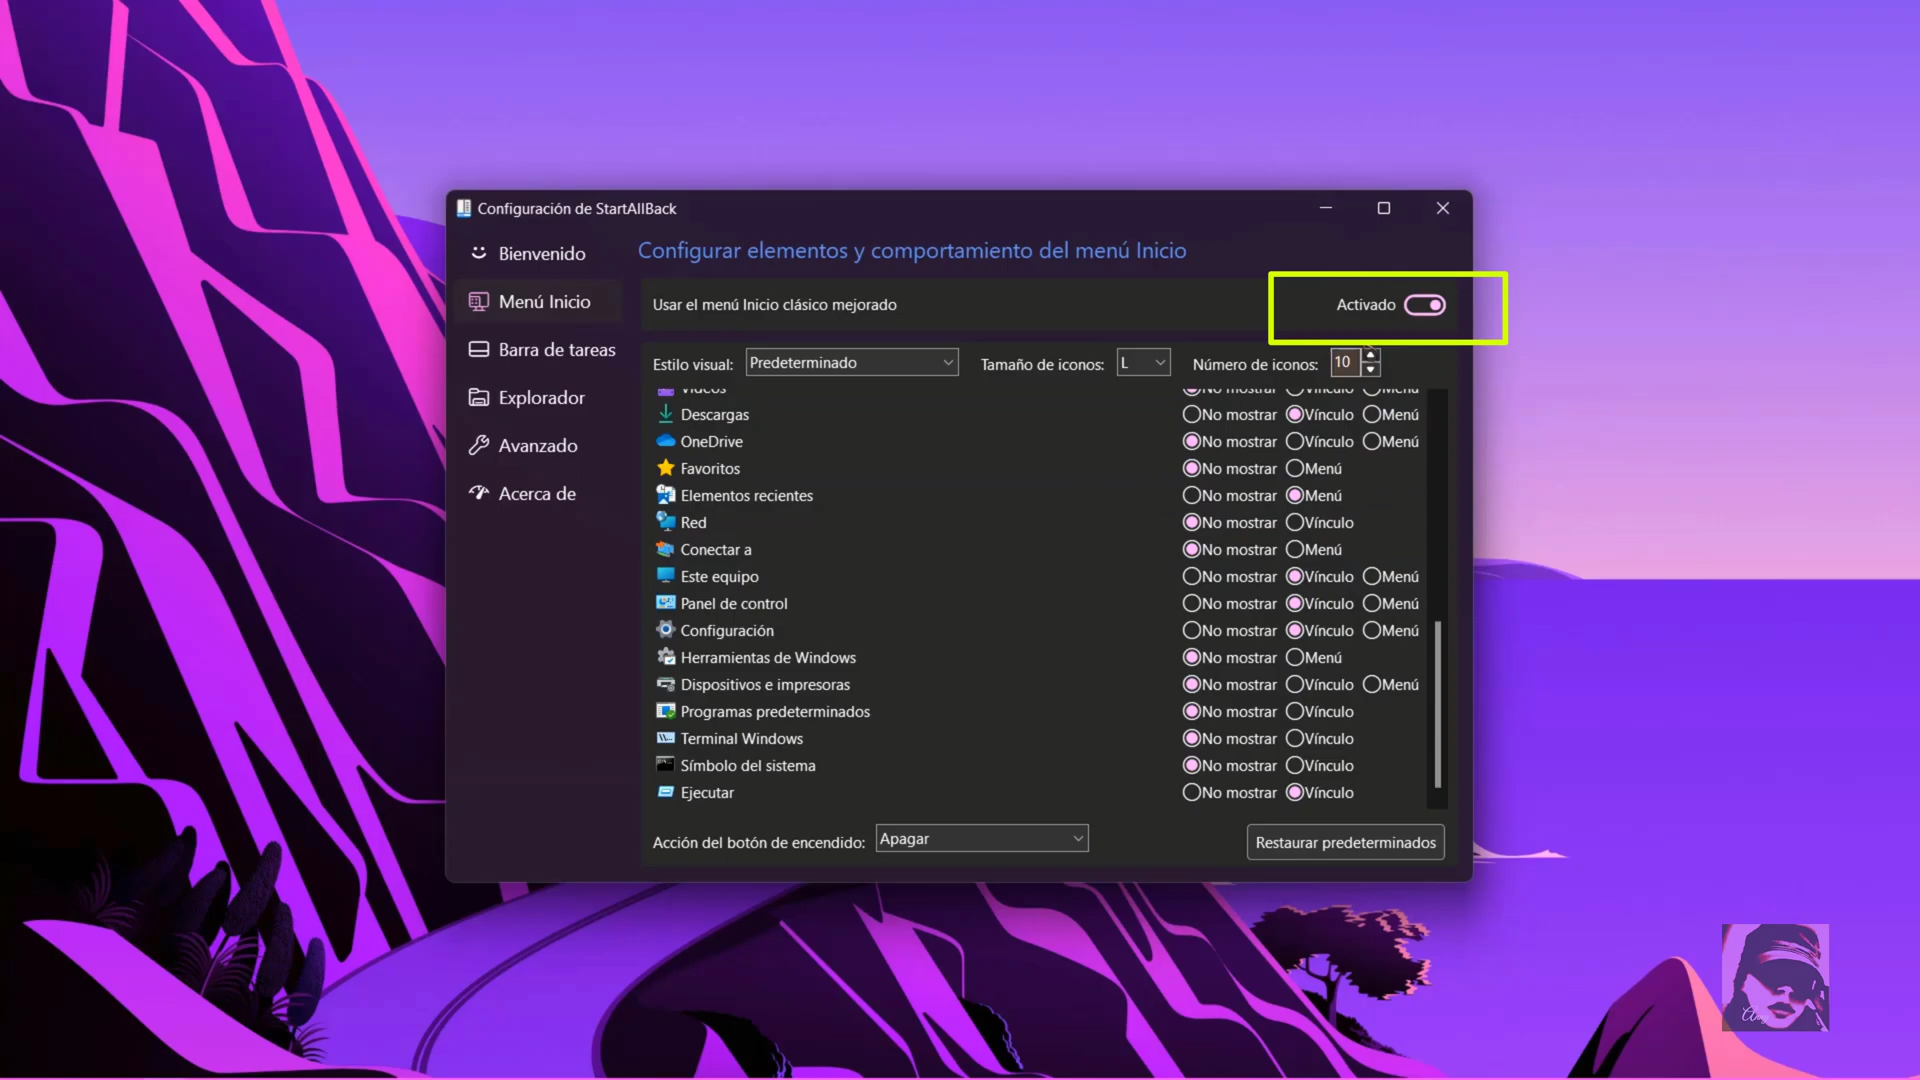 Configuración de StartAllBack
Bienvenido
Menú Inicio
Barra de tareas
Explorador
Avanzado
Acerca de
Configurar elementos y comportamiento del menú Inicio
Usar el menú Inicio clásico mejorado Activado
Estilo visual: Predeterminado Tamaño de iconos: L Número de iconos: 10
Vídeos No mostrar Vínculo Menú
Descargas No mostrar Vínculo Menú
OneDrive No mostrar Vínculo Menú
Favoritos No mostrar Menú
Elementos recientes No mostrar Menú
Red No mostrar Vínculo
Conectar a No mostrar Menú
Este equipo No mostrar Vínculo Menú
Panel de control No mostrar Vínculo Menú
Configuración No mostrar Vínculo Menú
Herramientas de Windows No mostrar Menú
Dispositivos e impresoras No mostrar Vínculo Menú
Programas predeterminados No mostrar Vínculo
Terminal Windows No mostrar Vínculo
Símbolo del sistema No mostrar Vínculo
Ejecutar No mostrar Vínculo
Acción del botón de encendido: Apagar Restaurar predeterminados